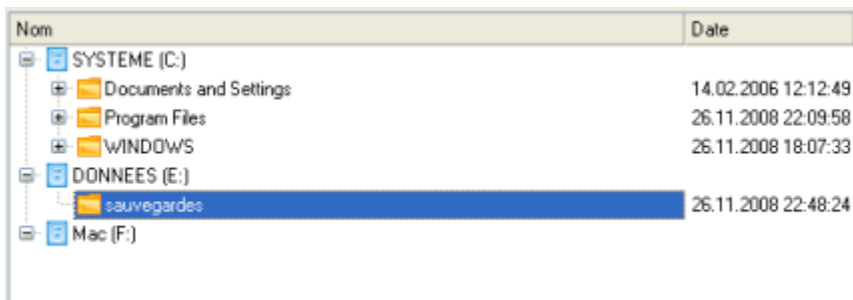 Nom Date
SYSTEME (C:)
Documents and Settings 14.02.2006 12:12:49
Program Files 26.11.2008 22:09:58
WINDOWS 26.11.2008 18:07:33
DONNEES (E:)
sauvegardes 26.11.2008 22:48:24
Mac (F:)